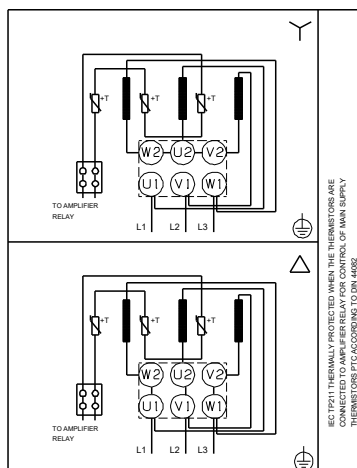 +T
+T
+T
W2 U2 V2
U1 V1 W1
TO AMPLIFIER
RELAY
L1 L2 L3
+T
+T
+T
W2 U2 V2
U1 V1 W1
TO AMPLIFIER
RELAY
L1 L2 L3
IEC TP211 THERMALLY PROTECTED WHEN THE THERMISTORS ARE
CONNECTED TO AMPLIFIER RELAY FOR CONTROL OF MAIN SUPPLY
THERMISTORS PTC ACCORDING TO DIN 44082